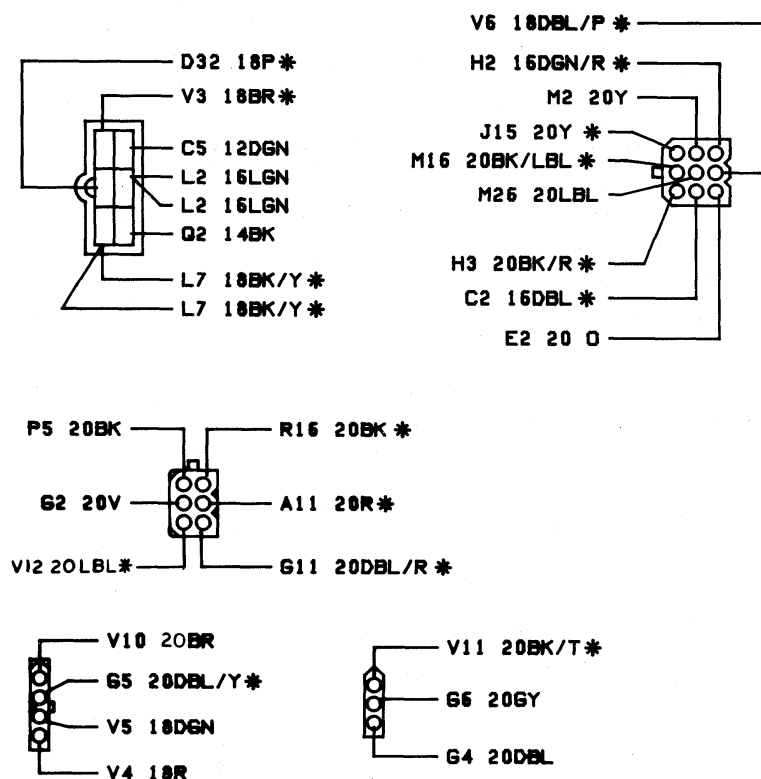 V6 18DBL/P *
D32 18P *
H2 16DGN/R *
V3 18BR *
M2 20Y
J15 20Y *
C5 12DGN
M16 20BK/LBL *
L2 16LGN
M26 20LBL
L2 16LGN
Q2 14BK
H3 20BK/R *
L7 18BK/Y *
C2 16DBL *
L7 18BK/Y *
E2 20 O
P5 20BK
R16 20BK *
G2 20V
A11 20R *
V12 20LBL *
G11 20DBL/R *
V10 20BR
V11 20BK/T *
G5 20DBL/Y *
G6 20GY
V5 18DGN
G4 20DBL
V4 18R